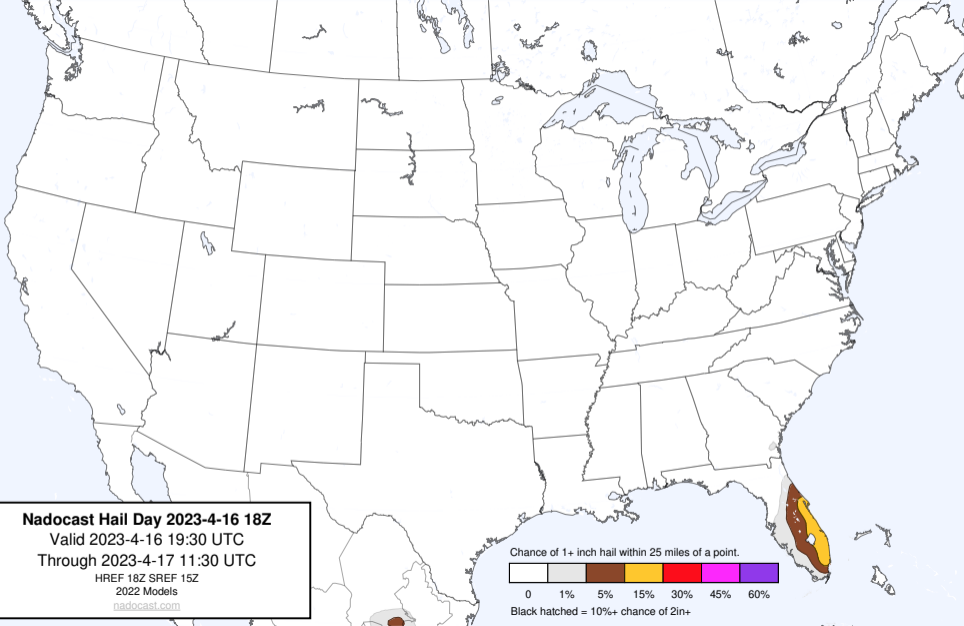 Nadocast Hail Day 2023-4-16 18Z
Valid 2023-4-16 19:30 UTC
Through 2023-4-17 11:30 UTC
HREF 18Z SREF 15Z
2022 Models
nadocast.com
Chance of 1+ inch hail within 25 miles of a point.
0 1% 5% 15% 30% 45% 60%
Black hatched = 10%+ chance of 2in+